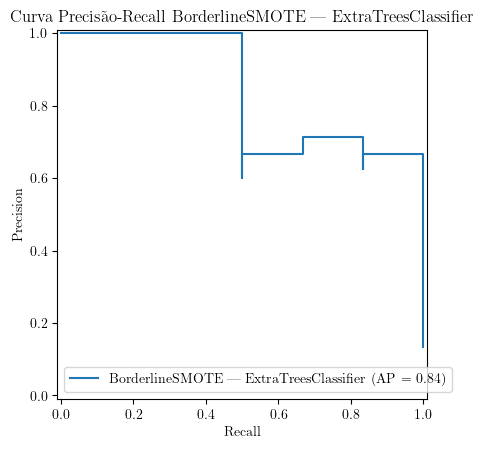 Curva Precisão-Recall BorderlineSMOTE — ExtraTreesClassifier
1.0
0.8
0.6
0.4
0.2
0.0
Precision
BorderlineSMOTE — ExtraTreesClassifier (AP = 0.84)
0.0 0.2 0.4 0.6 0.8 1.0
Recall